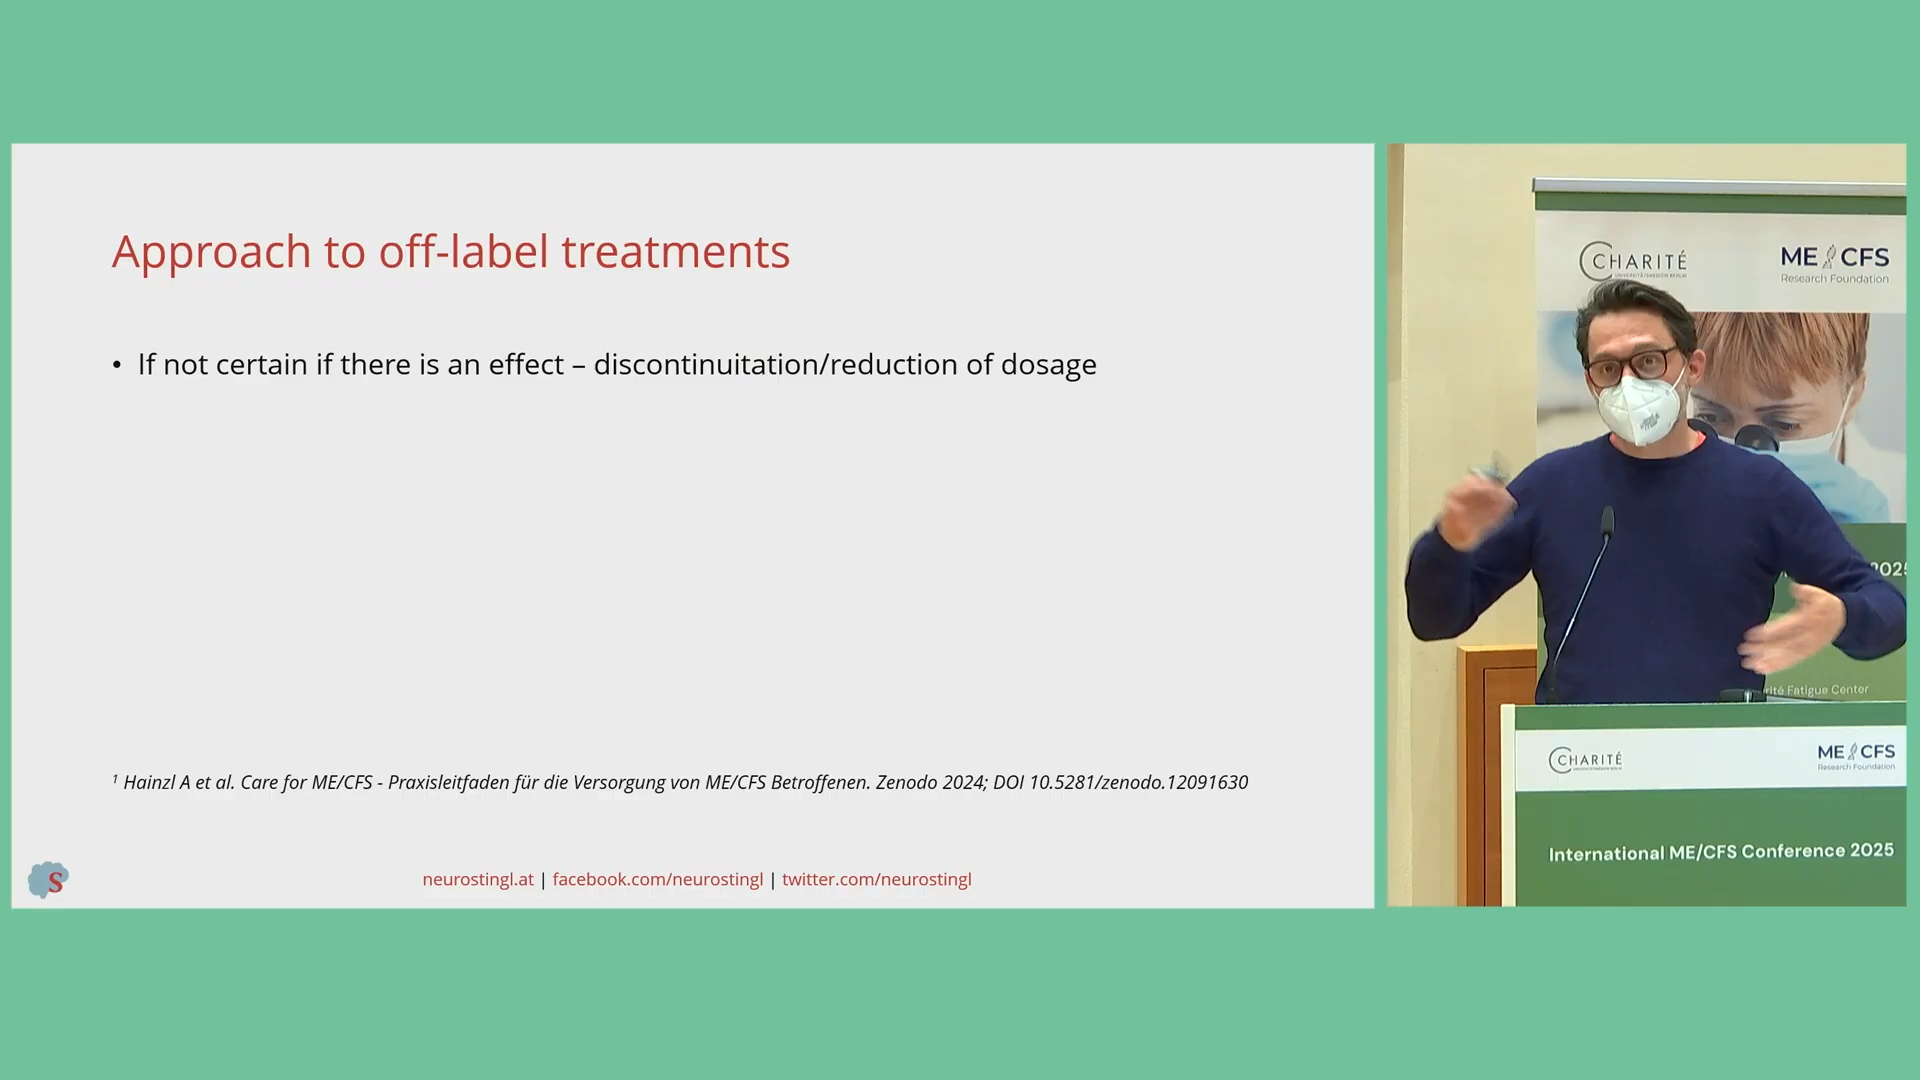 Approach to off-label treatments
• If not certain if there is an effect – discontinuitation/reduction of dosage
¹ Hainzl A et al. Care for ME/CFS - Praxisleitfaden für die Versorgung von ME/CFS Betroffenen. Zenodo 2024; DOI 10.5281/zenodo.12091630
S
neurostingl.at | facebook.com/neurostingl | twitter.com/neurostingl
CHARITÉ
UNIVERSITÄTSMEDIZIN BERLIN
ME CFS
Research Foundation
2025
Fatigue Center
CHARITÉ
ME CFS
Research Foundation
International ME/CFS Conference 2025